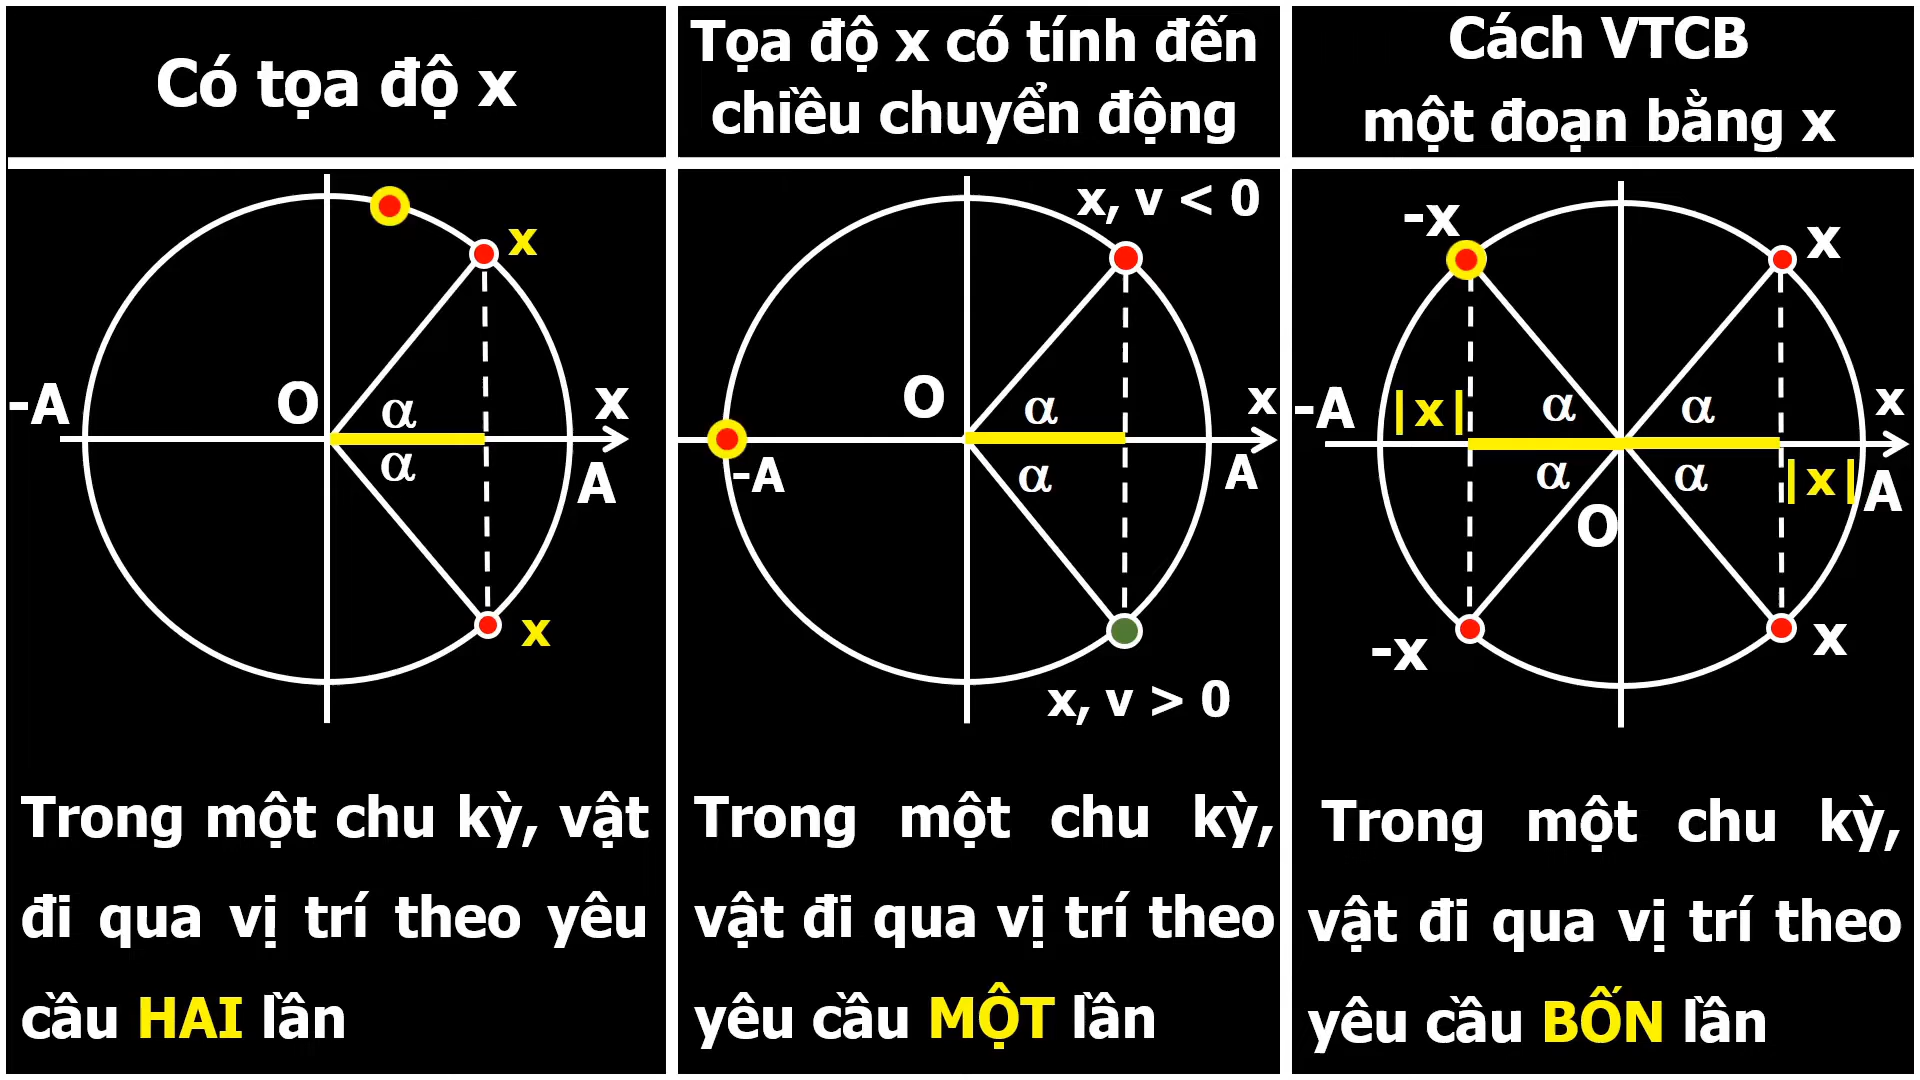 Có tọa độ x
x
-A
O
α
α
x
A
x
Trong một chu kỳ, vật
đi qua vị trí theo yêu
cầu HAI lần
Tọa độ x có tính đến
chiều chuyển động
x, v < 0
O
α
x
-A
α
A
x, v > 0
Trong một chu kỳ,
vật đi qua vị trí theo
yêu cầu MỘT lần
Cách VTCB
một đoạn bằng x
-x
x
-A
|x|
α
α
x
α
α
|x|
A
O
-x
x
Trong một chu kỳ,
vật đi qua vị trí theo
yêu cầu BỐN lần